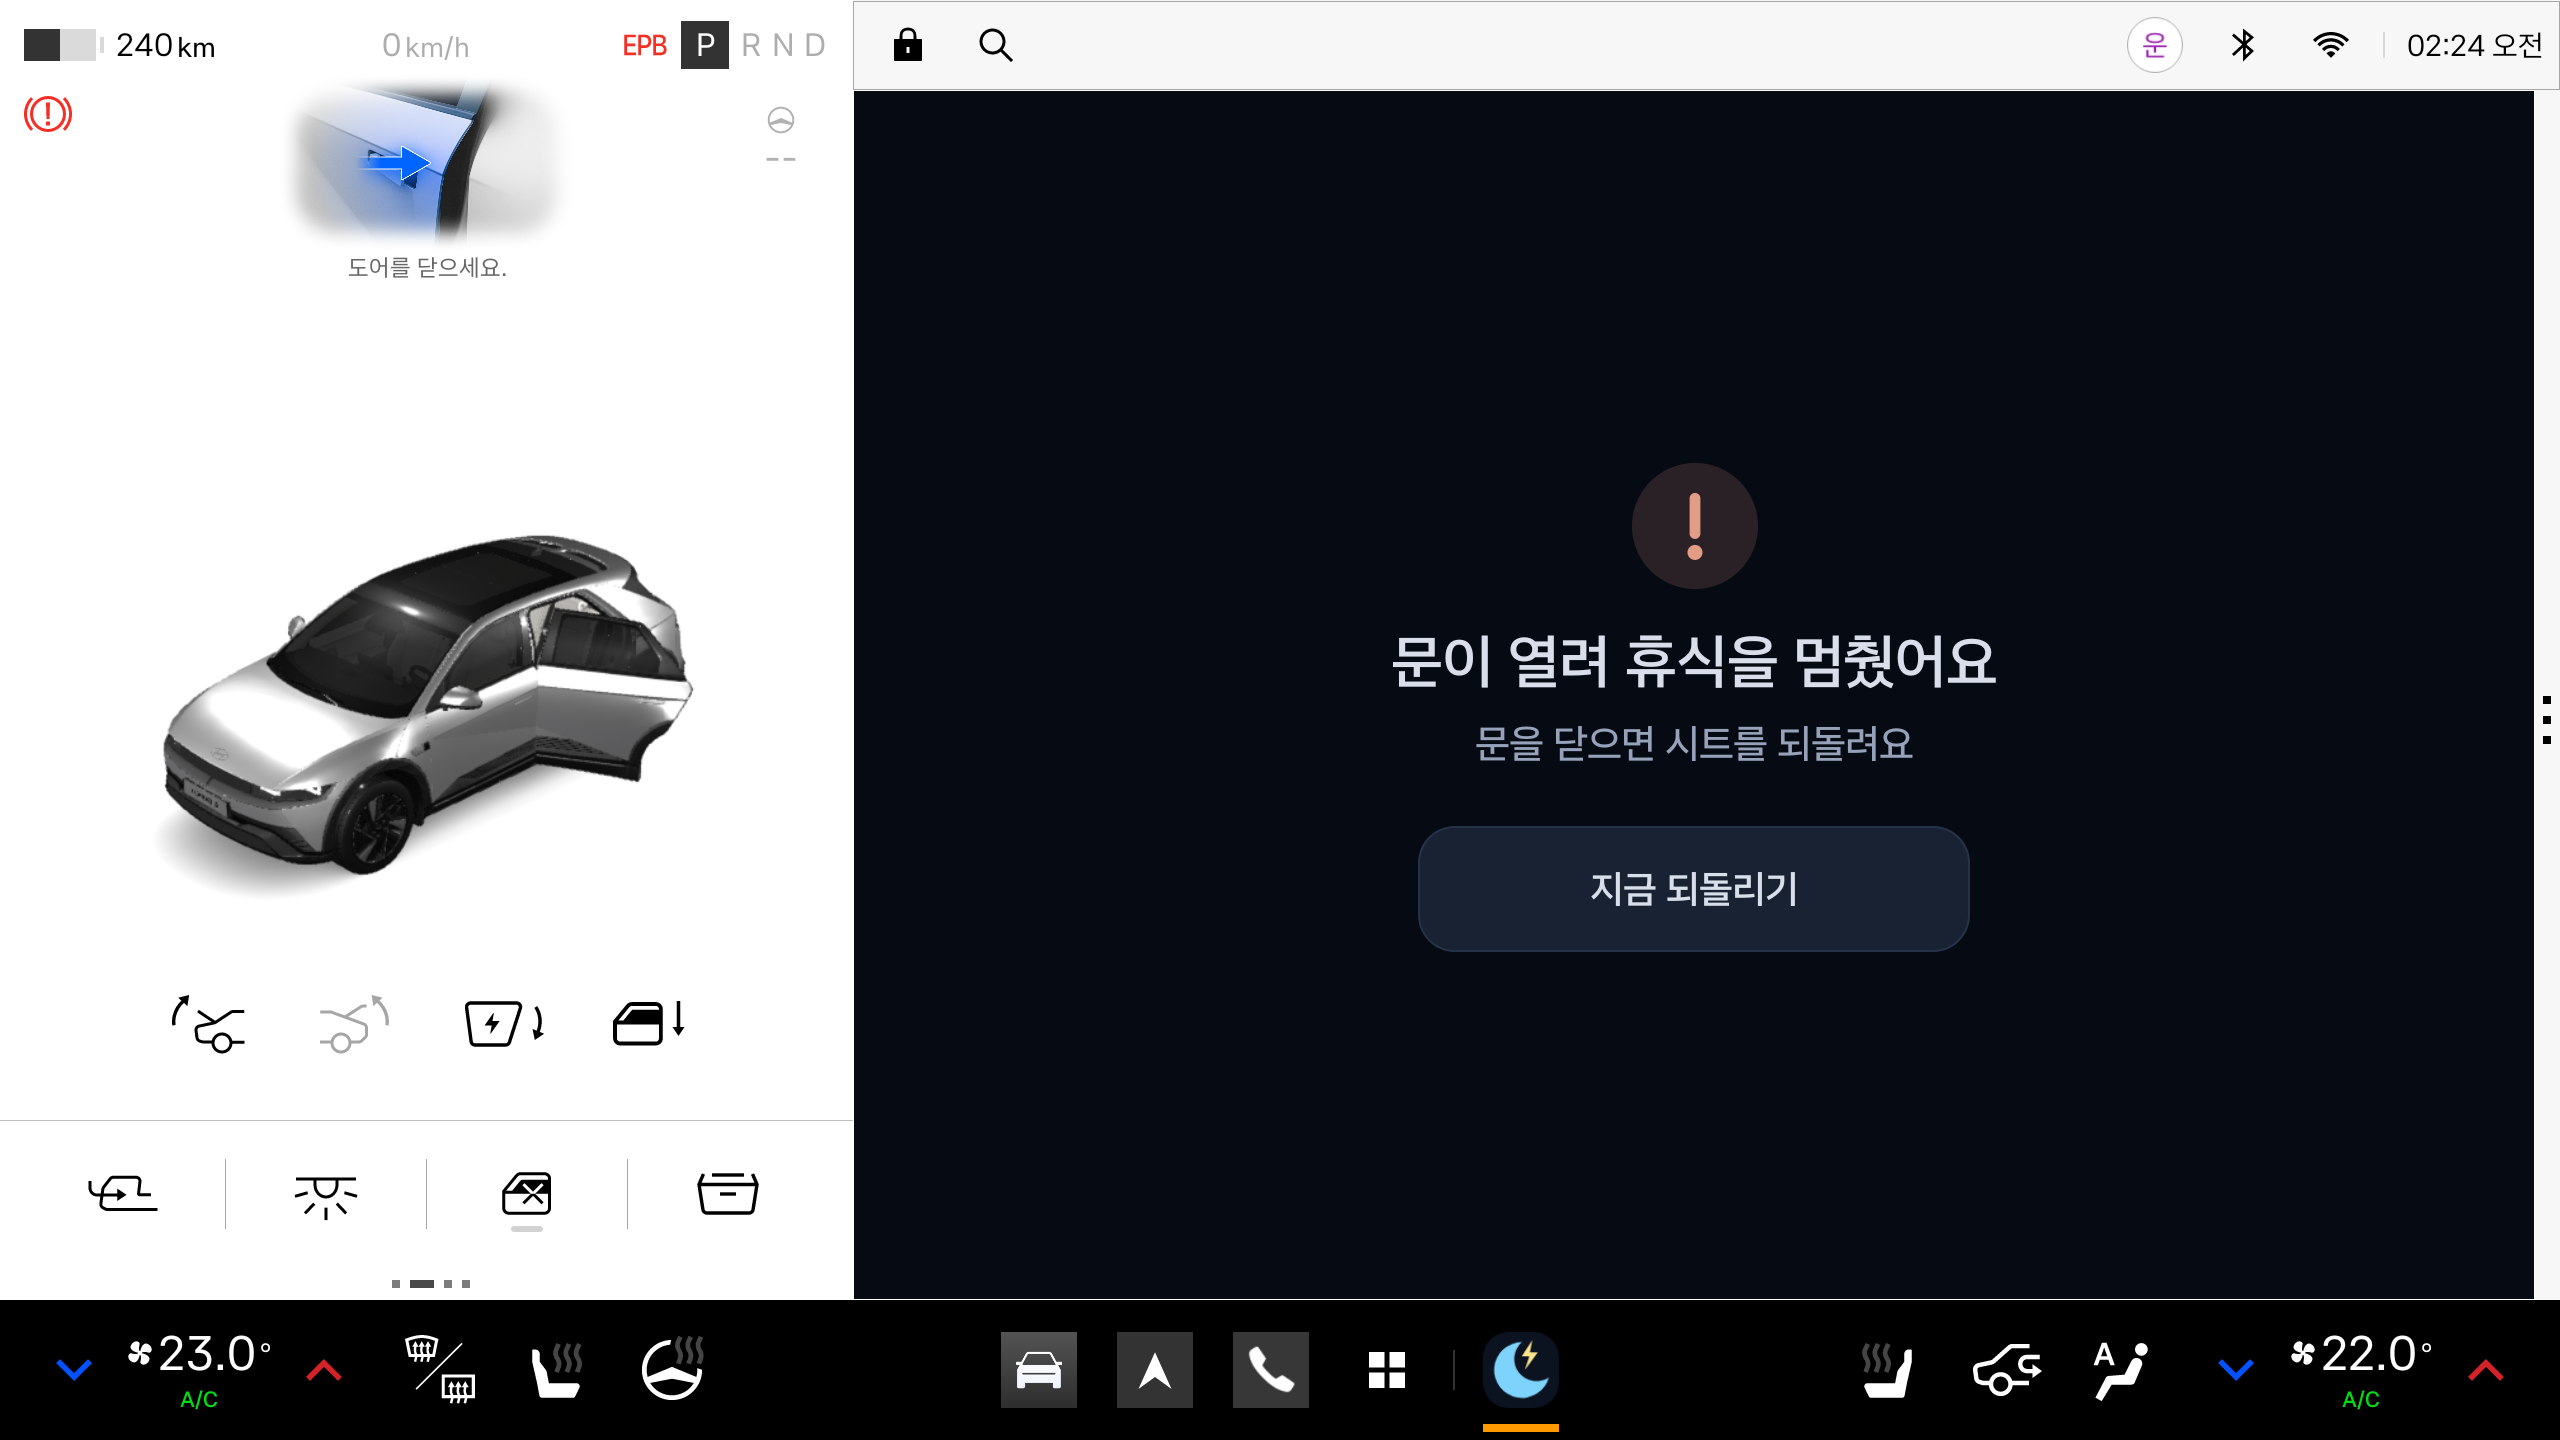 240 km
0 km/h
EPB P R N D
운
02:24 오전
도어를 닫으세요.
--
문이 열려 휴식을 멈췄어요
문을 닫으면 시트를 되돌려요
지금 되돌리기
23.0°
A/C
A
22.0°
A/C